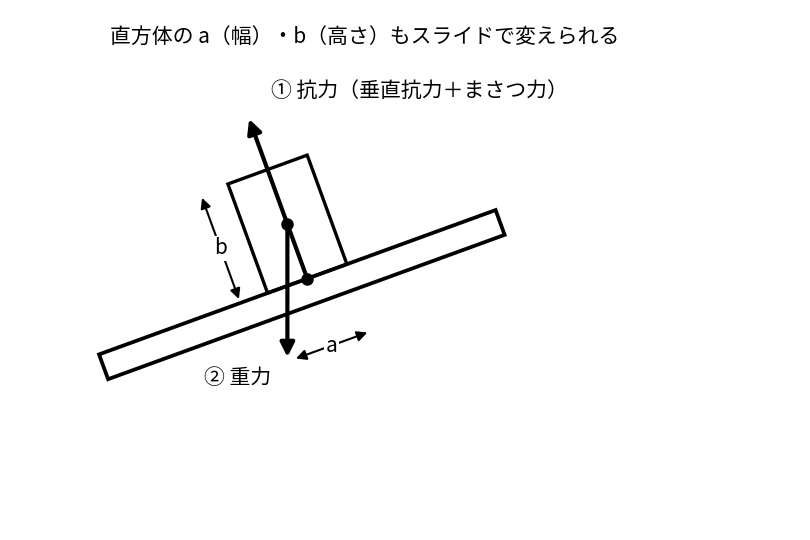 直方体の a（幅）・b（高さ）もスライドで変えられる
① 抗力（垂直抗力＋まさつ力）
b
a
② 重力